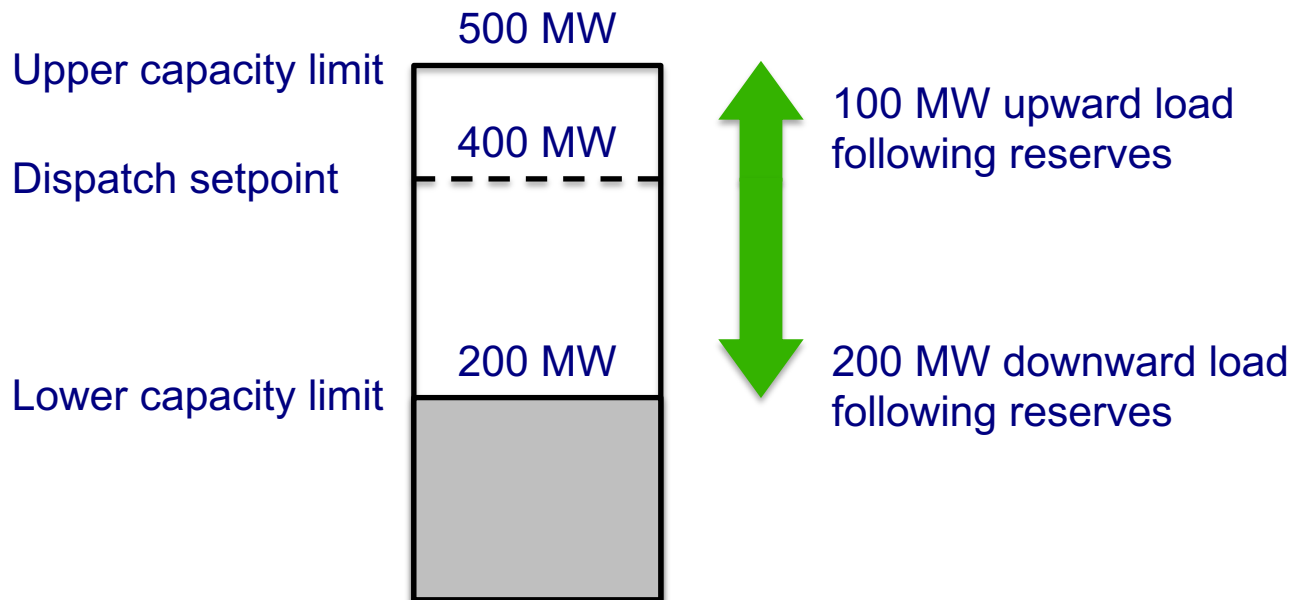 500 MW
Upper capacity limit
100 MW upward load
following reserves
400 MW
Dispatch setpoint
200 MW
200 MW downward load
Lower capacity limit
following reserves